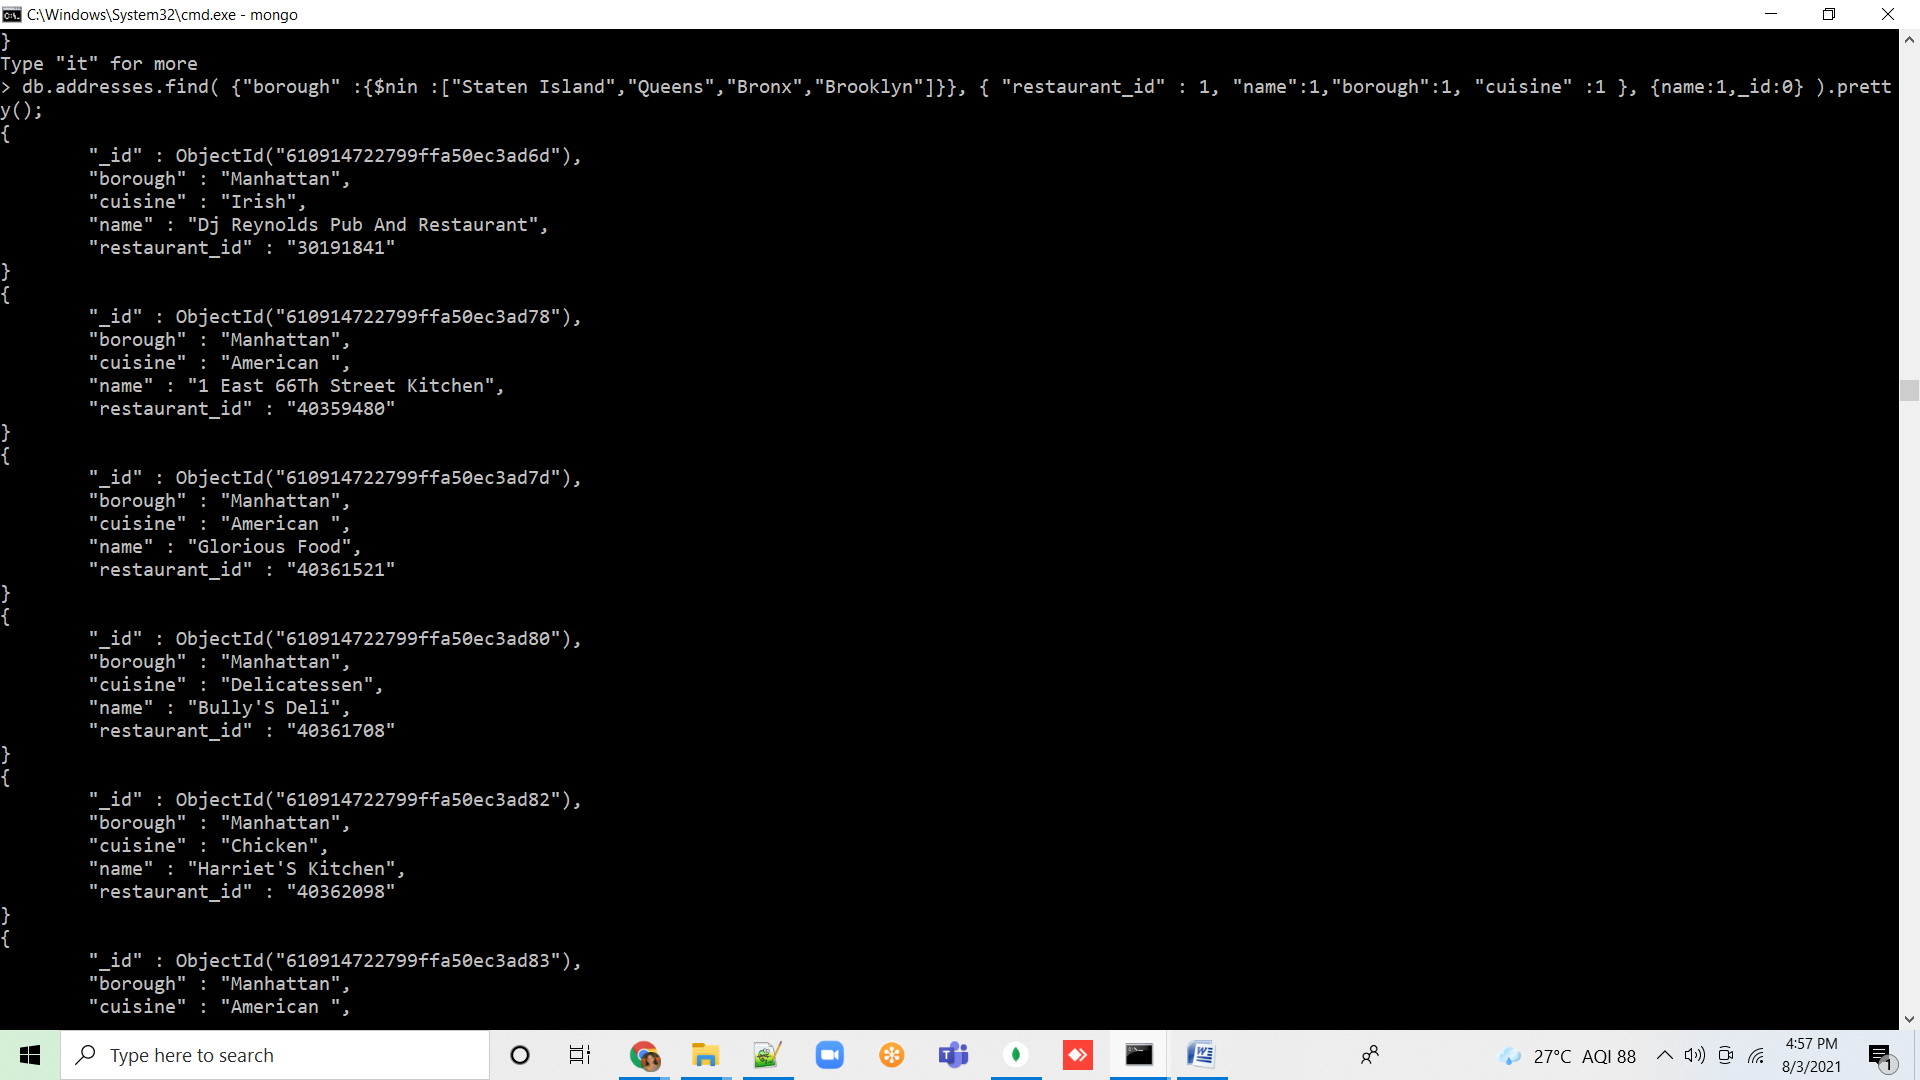 C:\Windows\System32\cmd.exe - mongo
}
Type "it" for more
> db.addresses.find( {"borough" :{$nin :["Staten Island","Queens","Bronx","Brooklyn"]}}, { "restaurant_id" : 1, "name":1,"borough":1, "cuisine" :1 }, {name:1,_id:0} ).prett
y();
{
"_id" : ObjectId("610914722799ffa50ec3ad6d"),
"borough" : "Manhattan",
"cuisine" : "Irish",
"name" : "Dj Reynolds Pub And Restaurant",
"restaurant_id" : "30191841"
}
{
"_id" : ObjectId("610914722799ffa50ec3ad78"),
"borough" : "Manhattan",
"cuisine" : "American ",
"name" : "1 East 66Th Street Kitchen",
"restaurant_id" : "40359480"
}
{
"_id" : ObjectId("610914722799ffa50ec3ad7d"),
"borough" : "Manhattan",
"cuisine" : "American ",
"name" : "Glorious Food",
"restaurant_id" : "40361521"
}
{
"_id" : ObjectId("610914722799ffa50ec3ad80"),
"borough" : "Manhattan",
"cuisine" : "Delicatessen",
"name" : "Bully'S Deli",
"restaurant_id" : "40361708"
}
{
"_id" : ObjectId("610914722799ffa50ec3ad82"),
"borough" : "Manhattan",
"cuisine" : "Chicken",
"name" : "Harriet'S Kitchen",
"restaurant_id" : "40362098"
}
{
"_id" : ObjectId("610914722799ffa50ec3ad83"),
"borough" : "Manhattan",
"cuisine" : "American ",
Type here to search
27°C AQI 88
4:57 PM
8/3/2021
1